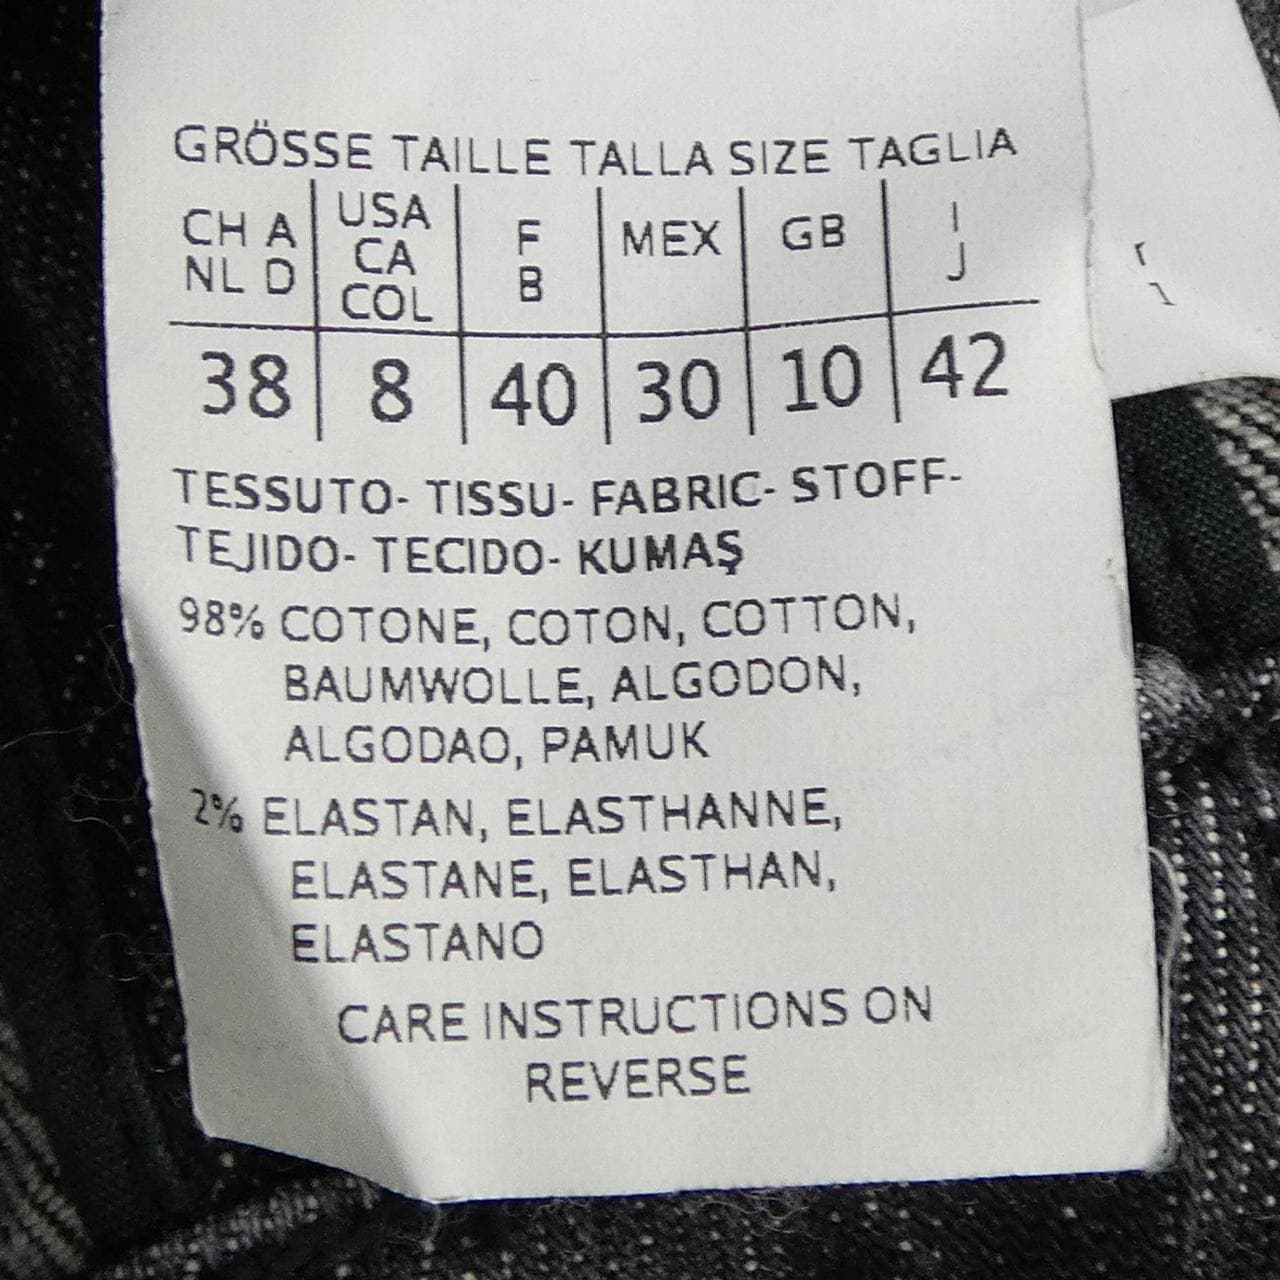 GRÖSSE TAILLE TALLA SIZE TAGLIA
CH A NL D | USA CA COL | F B | MEX | GB | I J
38 | 8 | 40 | 30 | 10 | 42
TESSUTO- TISSU- FABRIC- STOFF-
TEJIDO- TECIDO- KUMAŞ
98% COTONE, COTON, COTTON,
BAUMWOLLE, ALGODON,
ALGODAO, PAMUK
2% ELASTAN, ELASTHANNE,
ELASTANE, ELASTHAN,
ELASTANO
CARE INSTRUCTIONS ON
REVERSE